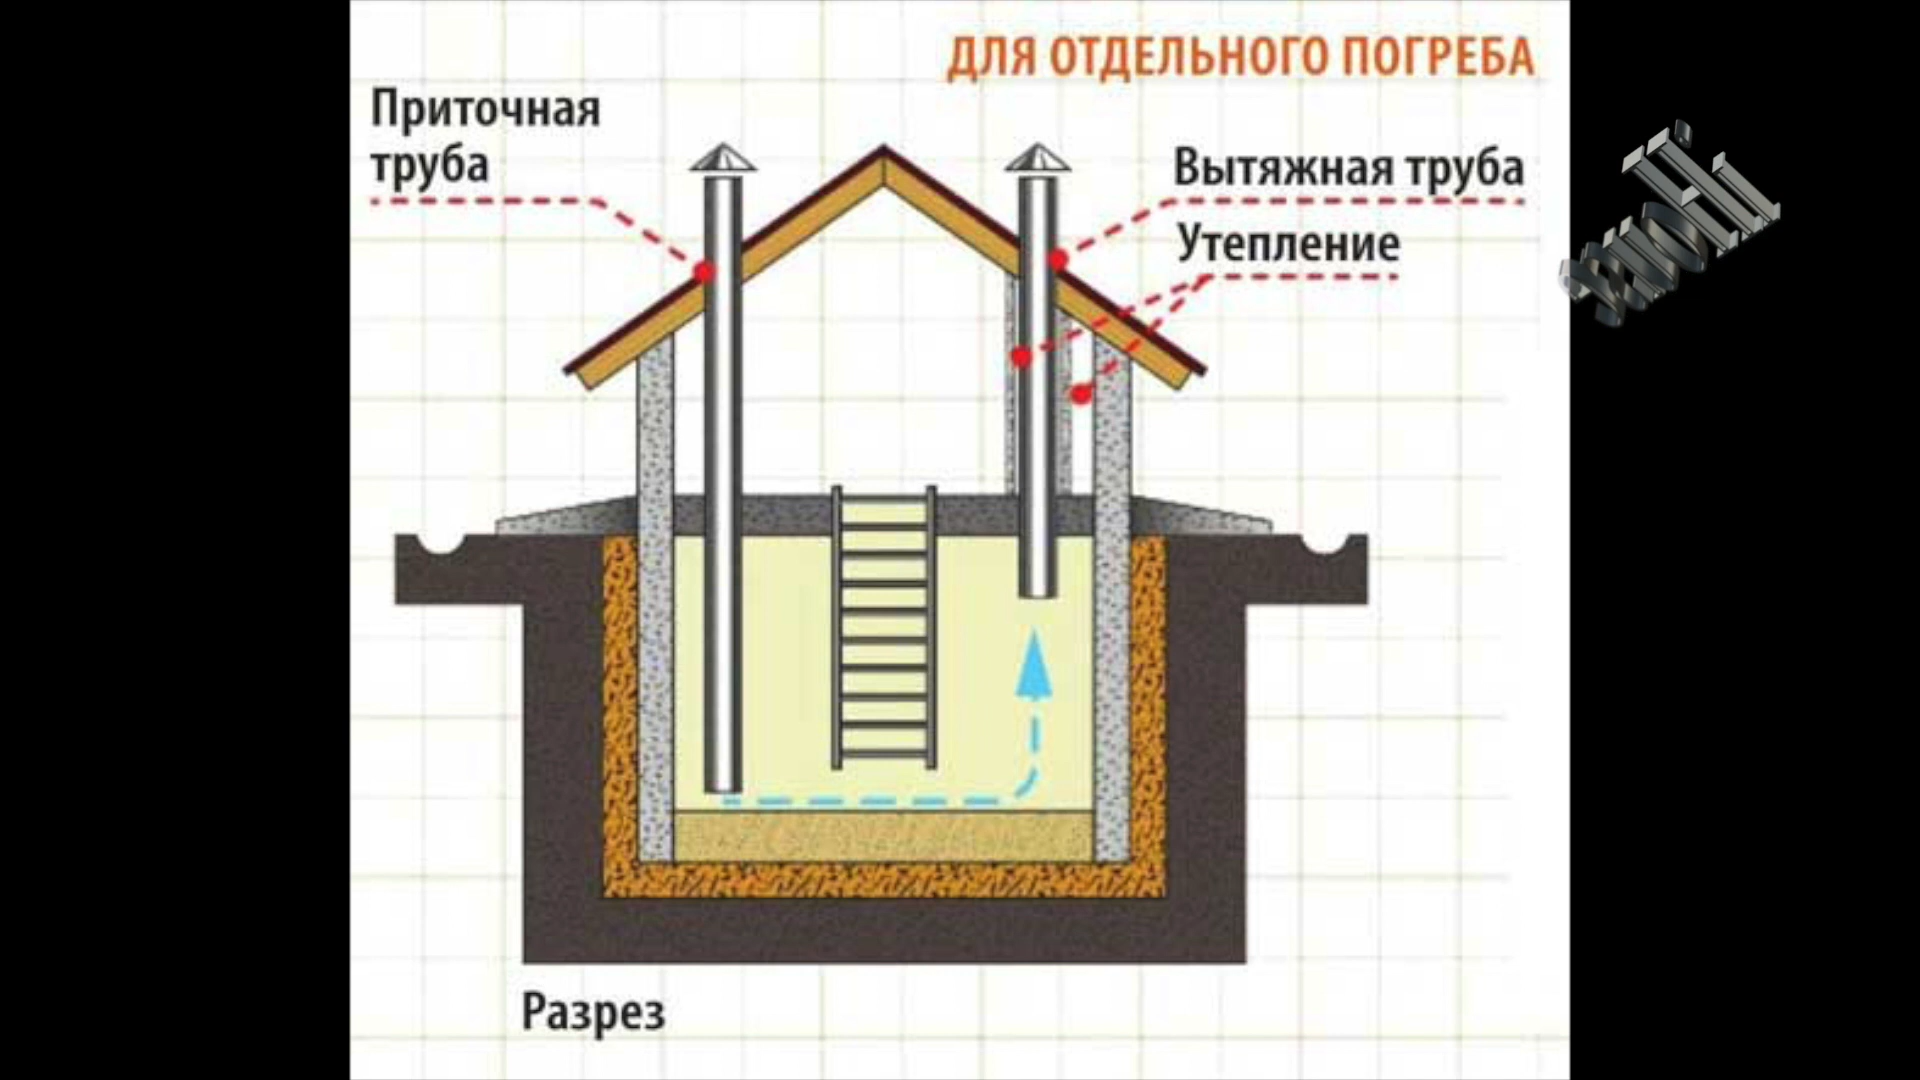 ДЛЯ ОТДЕЛЬНОГО ПОГРЕБА
Приточная
труба
Вытяжная труба
Утепление
Разрез